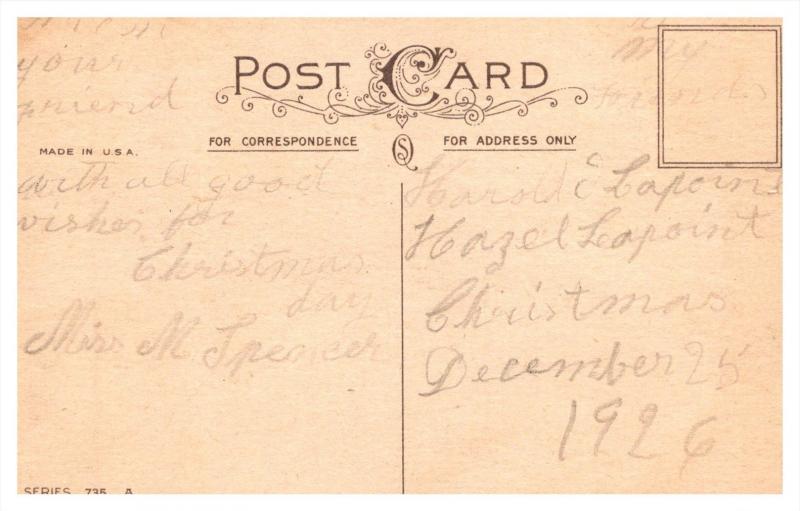 your
friend
my
friends
POST CARD
FOR CORRESPONDENCE
FOR ADDRESS ONLY
MADE IN U.S.A.
with all good
wishes for
Christmas
day
Miss M Spencer
Harold & Lapoint
Hazel Lapoint
Christmas
December 25
1926
SERIES 735 A